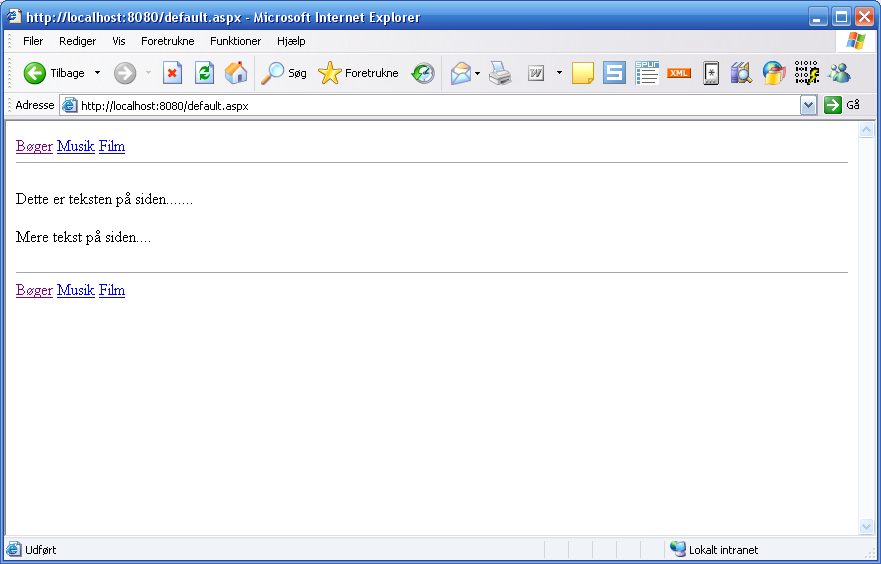 http://localhost:8080/default.aspx - Microsoft Internet Explorer
Filer Rediger Vis Foretrukne Funktioner Hjælp
Tilbage Søg Foretrukne W S spur XML
Adresse http://localhost:8080/default.aspx Gå
Bøger Musik Film
Dette er teksten på siden.......
Mere tekst på siden....
Bøger Musik Film
Udført Lokalt intranet